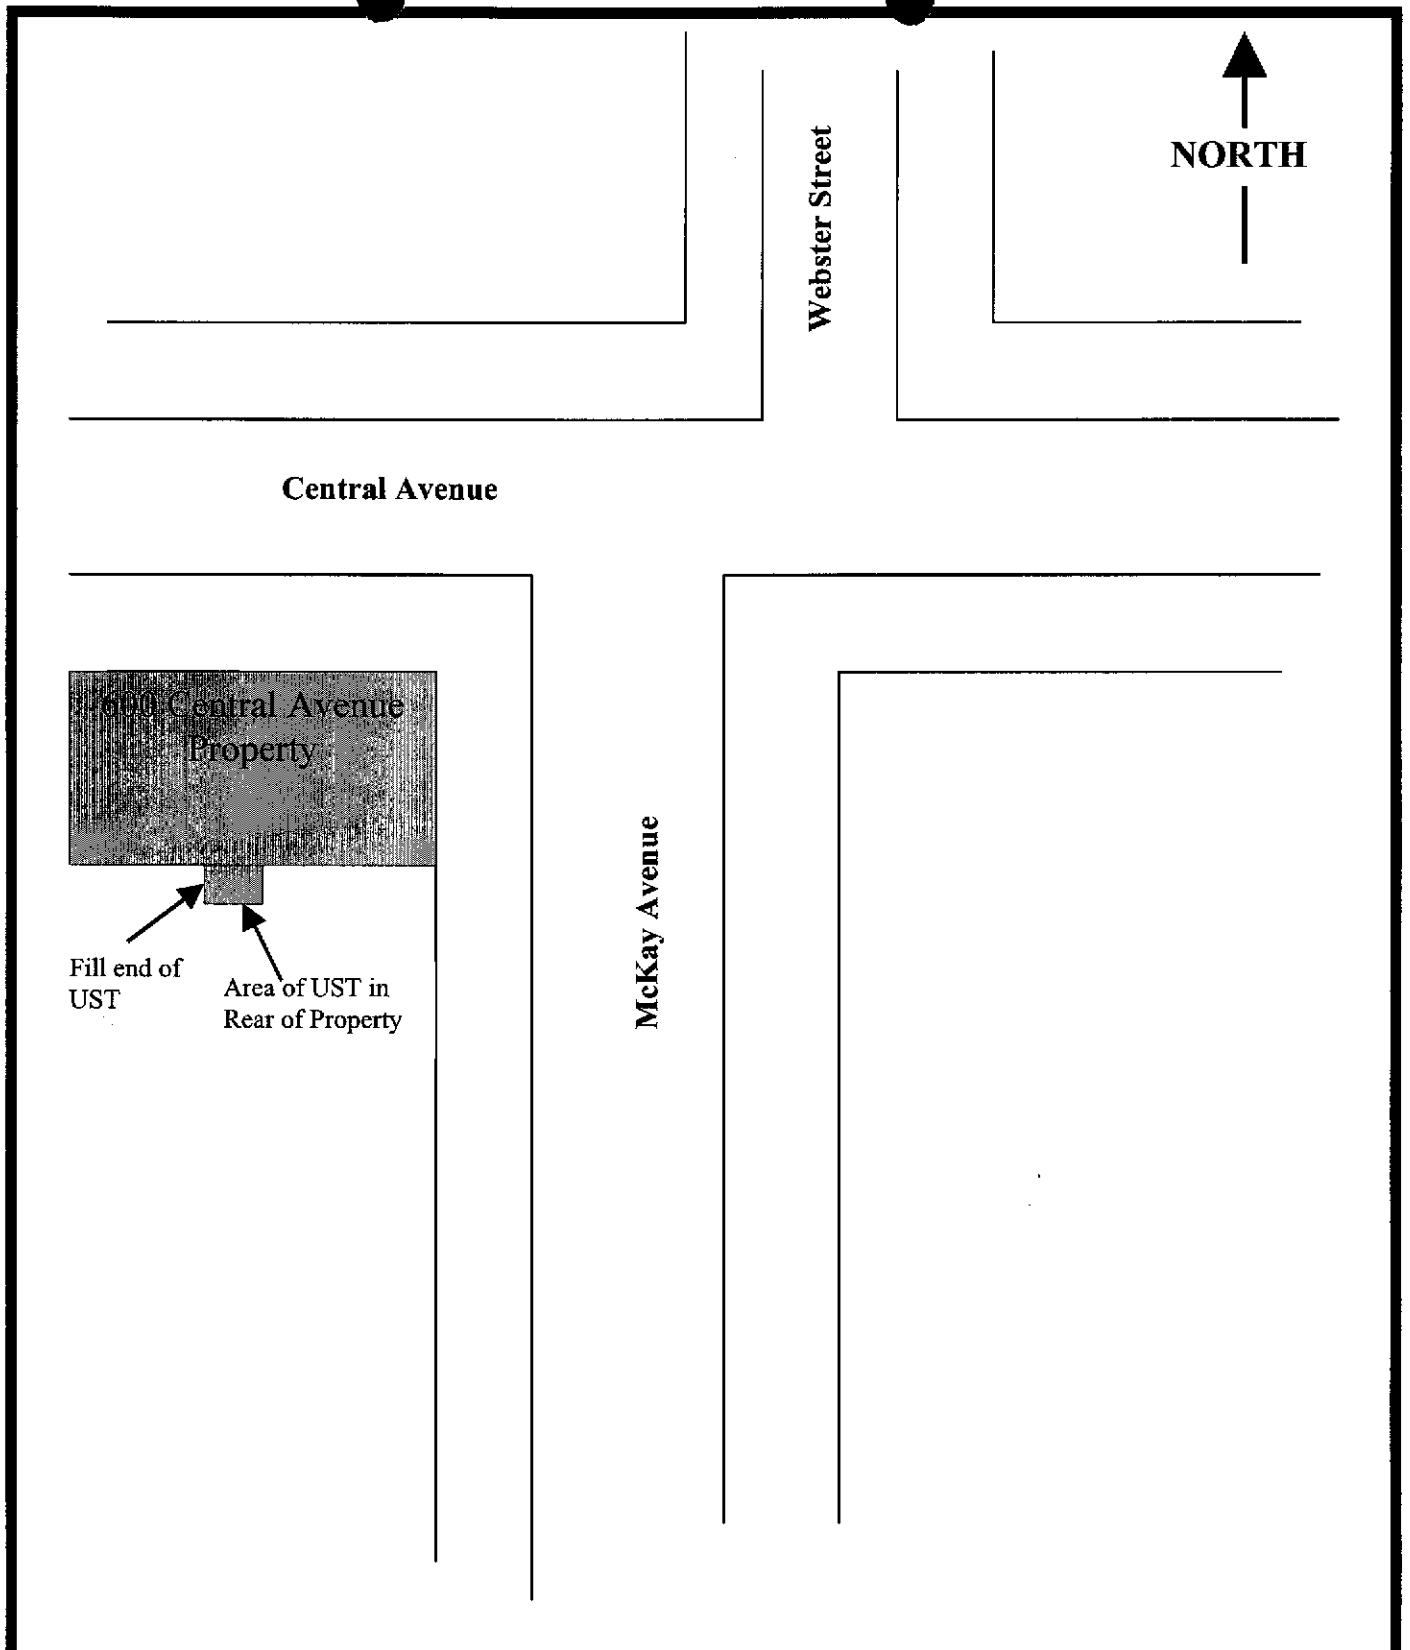 Webster Street
NORTH
Central Avenue
600 Central Avenue
Property
McKay Avenue
Fill end of
UST
Area of UST in
Rear of Property